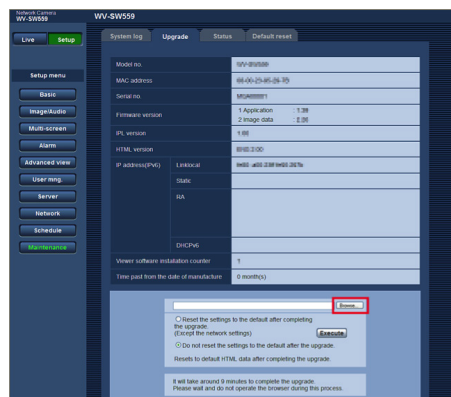 Network Camera
WV-SW559
WV-SW559
Live Setup
System log Upgrade Status Default reset
Setup menu
Basic
Image/Audio
Multi-screen
Alarm
Advanced view
User mng.
Server
Network
Schedule
Maintenance
Model no.
MAC address
Serial no.
Firmware version 1 Application :
2 Image data :
IPL version
HTML version
IP address(IPv6) Linklocal
Static
RA
DHCPv6
Viewer software installation counter 1
Time past from the date of manufacture 0 month(s)
Browse...
Reset the settings to the default after completing
the upgrade.
(Except the network settings) Execute
Do not reset the settings to the default after the upgrade.
Resets to default HTML data after completing the upgrade.
It will take around 9 minutes to complete the upgrade.
Please wait and do not operate the browser during this process.